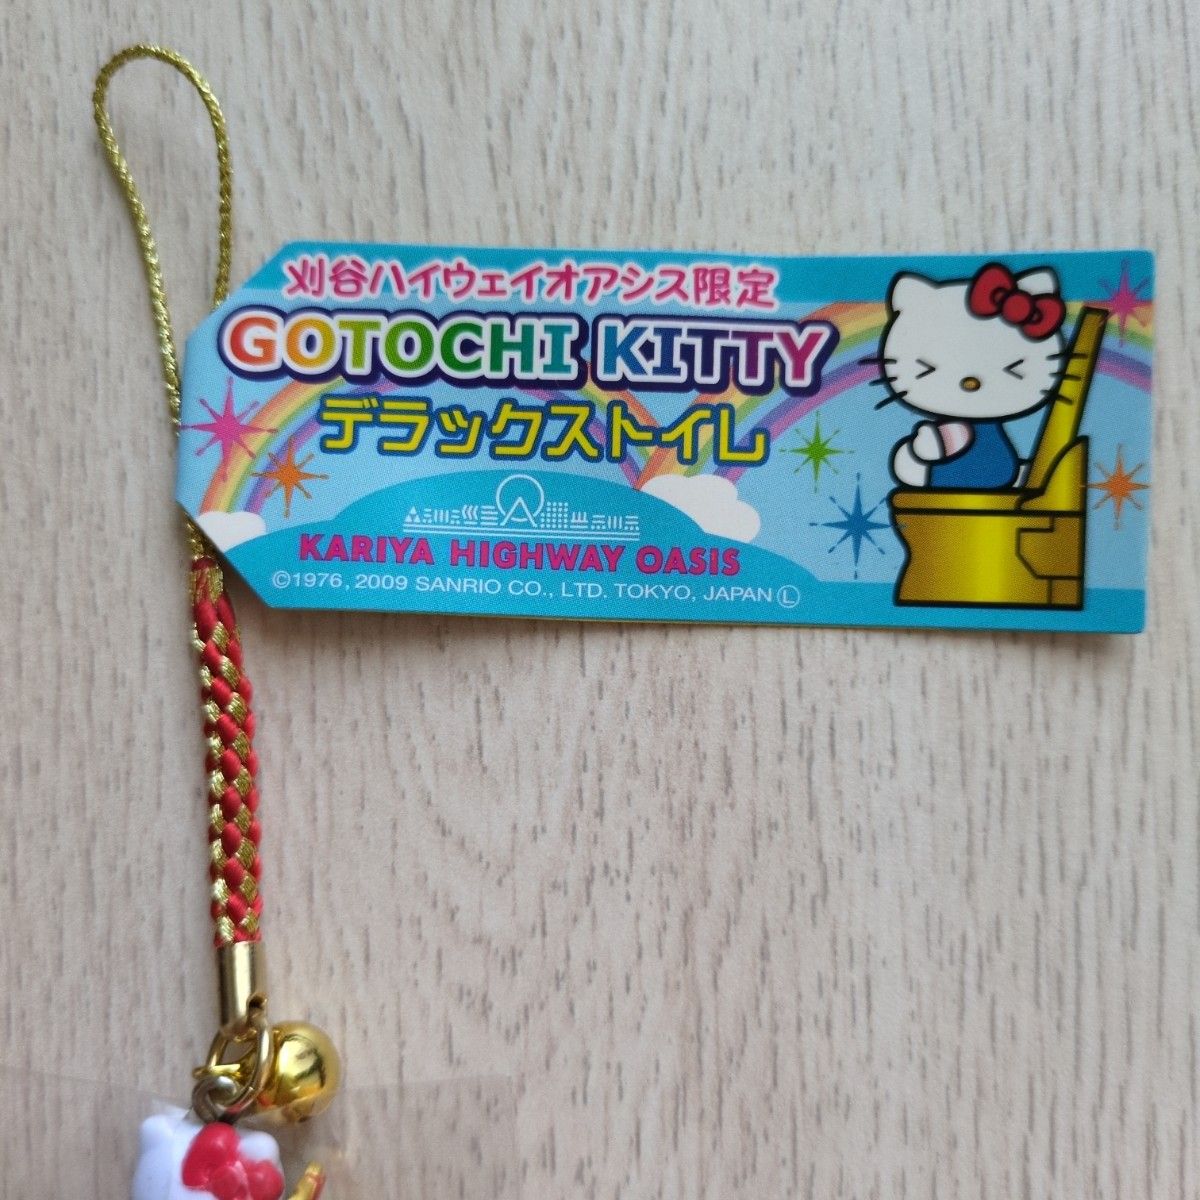 刈谷ハイウェイオアシス限定
GOTOCHI KITTY
デラックストイレ
KARIYA HIGHWAY OASIS
©1976, 2009 SANRIO CO., LTD. TOKYO, JAPAN Ⓛ